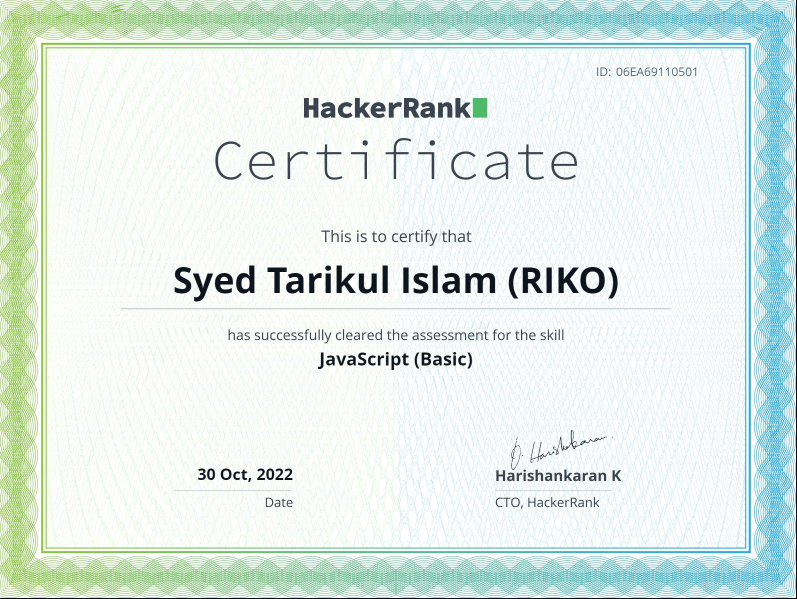 ID: 06EA69110501
HackerRank
Certificate
This is to certify that
Syed Tarikul Islam (RIKO)
has successfully cleared the assessment for the skill
JavaScript (Basic)
O. Harishankaran
30 Oct, 2022
Harishankaran K
Date
CTO, HackerRank